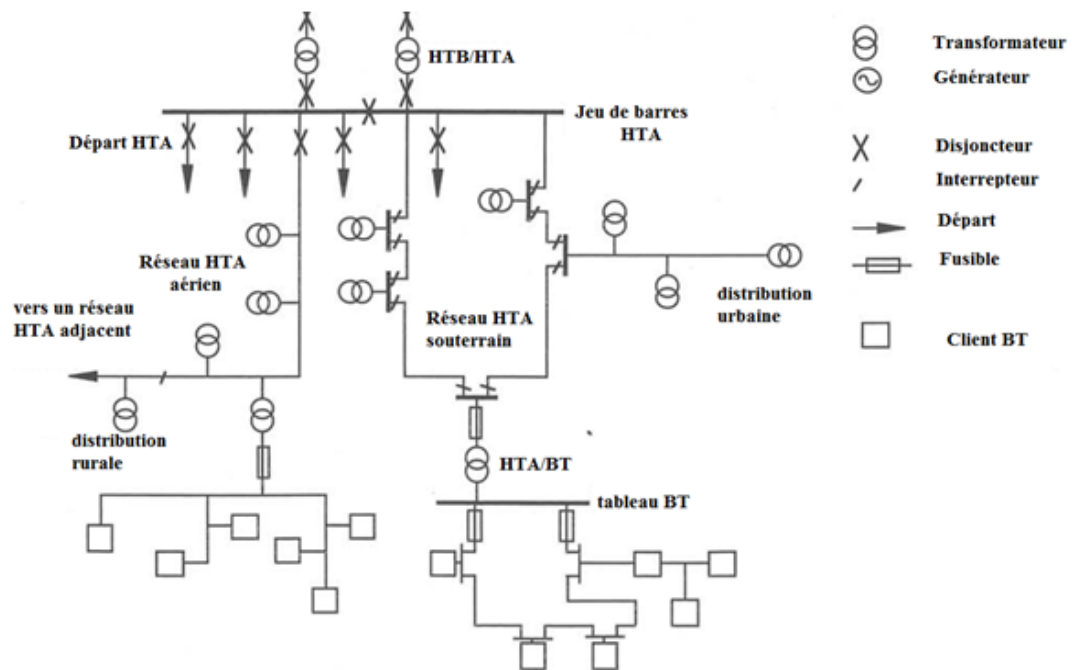 HTB/HTA
Jeu de barres
HTA
Départ HTA
Réseau HTA
aérien
vers un réseau
HTA adjacent
Réseau HTA
souterrain
distribution
urbaine
distribution
rurale
HTA/BT
tableau BT
Transformateur
Générateur
Disjoncteur
Interrepteur
Départ
Fusible
Client BT